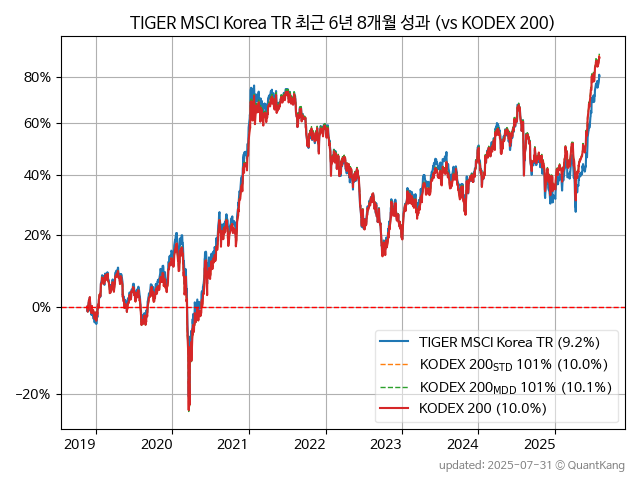 TIGER MSCI Korea TR 최근 6년 8개월 성과 (vs KODEX 200)
80%
60%
40%
20%
0%
−20%
TIGER MSCI Korea TR (9.2%)
KODEX 200STD 101% (10.0%)
KODEX 200MDD 101% (10.1%)
KODEX 200 (10.0%)
2019 2020 2021 2022 2023 2024 2025
updated: 2025-07-31 © QuantKang